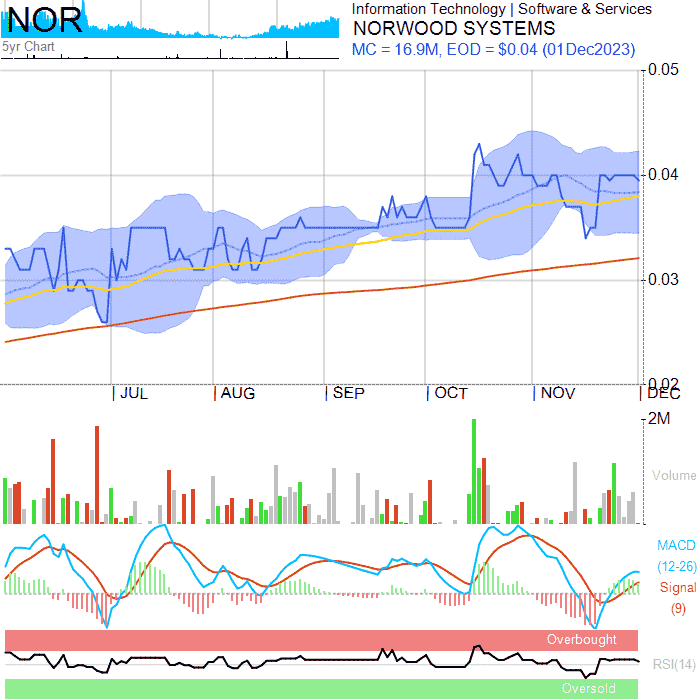 NOR
5yr Chart
Information Technology | Software & Services
NORWOOD SYSTEMS
MC = 16.9M, EOD = $0.04 (01Dec2023)
0.05
0.04
0.03
0.02
JUL AUG SEP OCT NOV DEC
2M
Volume
MACD
(12-26)
Signal
(9)
Overbought
RSI(14)
Oversold